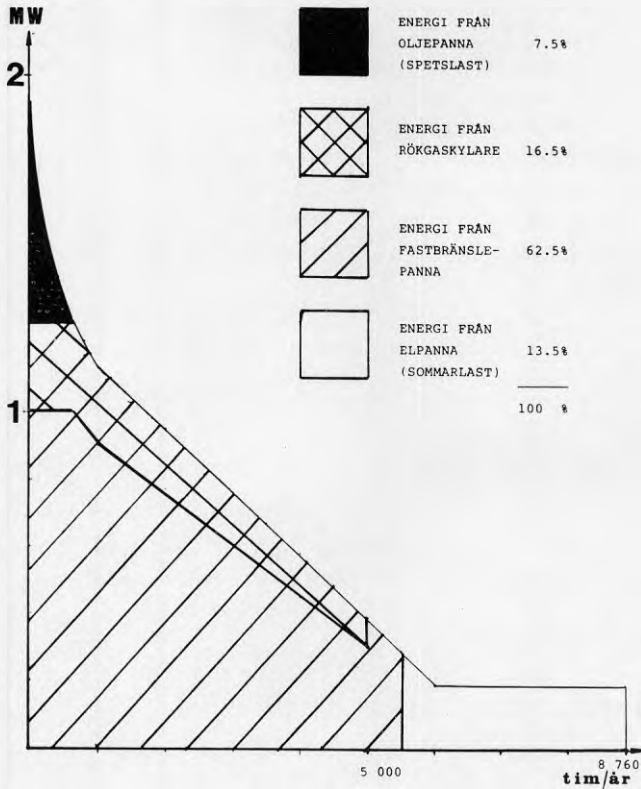 MW
2
1
ENERGI FRÅN
OLJEPANNA 7.5%
(SPETSLAST)
ENERGI FRÅN
RÖKGASKYLARE 16.5%
ENERGI FRÅN
FASTBRÄNSLE- 62.5%
PANNA
ENERGI FRÅN
ELPANNA 13.5%
(SOMMARLAST)
100 %
5 000
8 760
tim/år